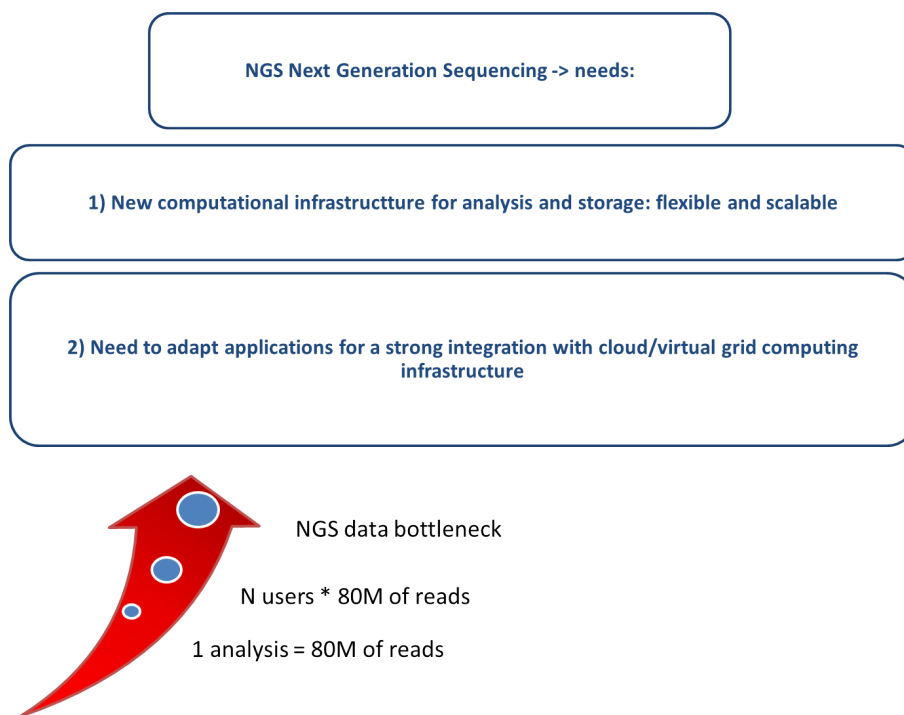 NGS Next Generation Sequencing -> needs:
1) New computational infrastructture for analysis and storage: flexible and scalable
2) Need to adapt applications for a strong integration with cloud/virtual grid computing
infrastructure
NGS data bottleneck
N users * 80M of reads
1 analysis = 80M of reads